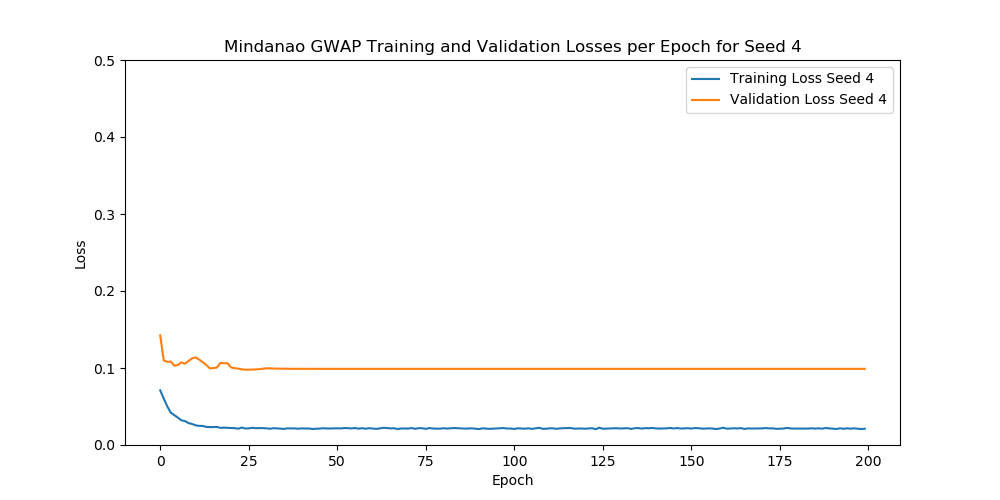 Mindanao GWAP Training and Validation Losses per Epoch for Seed 4
0.5
0.4
0.3
0.2
0.1
0.0
Loss
Training Loss Seed 4
Validation Loss Seed 4
0 25 50 75 100 125 150 175 200
Epoch